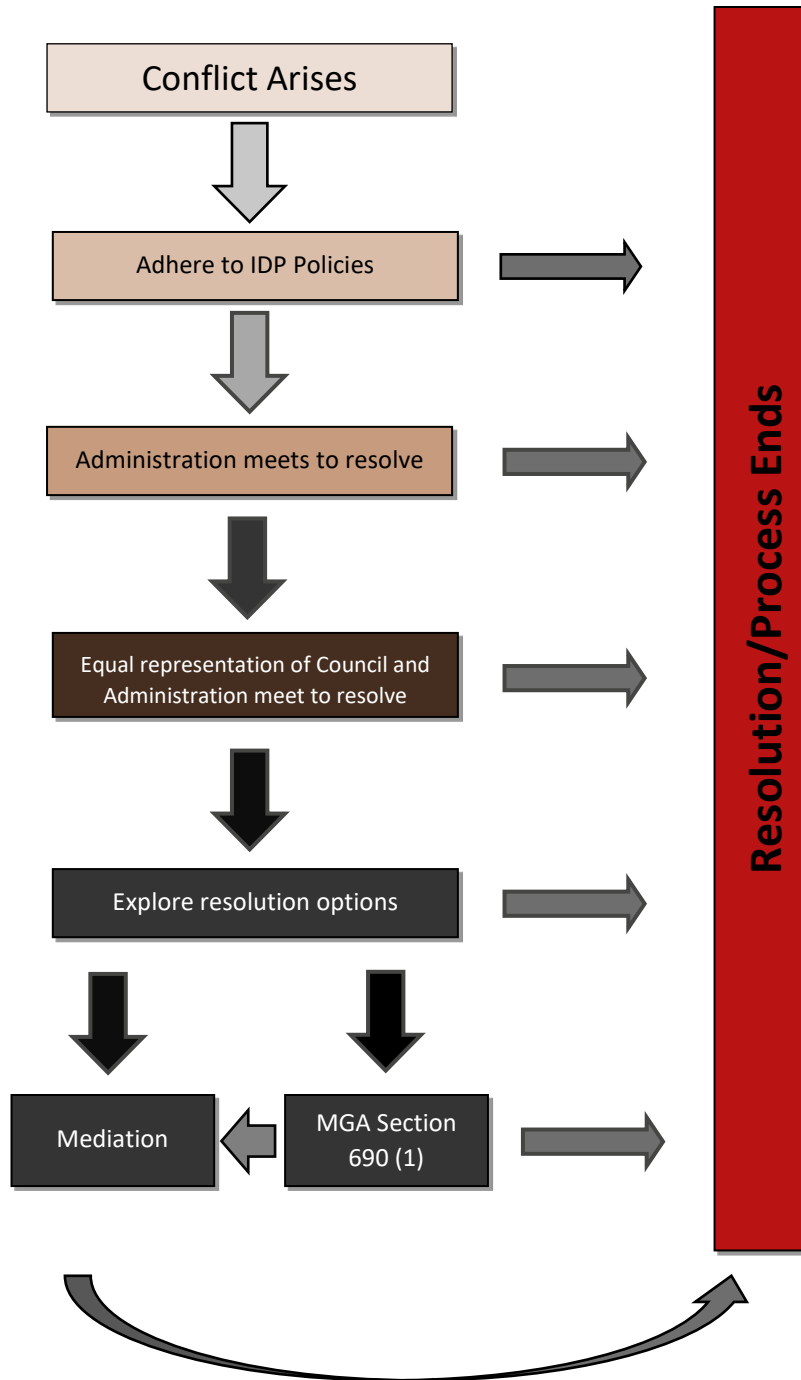 Conflict Arises
Adhere to IDP Policies
Administration meets to resolve
Equal representation of Council and
Administration meet to resolve
Explore resolution options
Mediation
MGA Section
690 (1)
Resolution/Process Ends